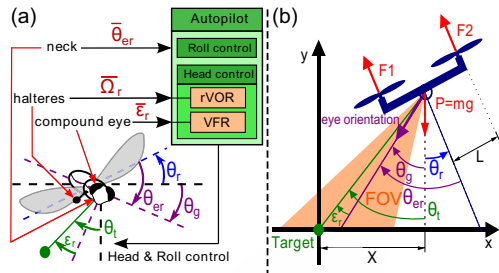 (a)
Autopilot
Roll control
Head control
rVOR
VFR
neck
θ̅er
halteres
Ω̅r
compound eye
ε̅r
θr
θer
θg
θt
εr
Head & Roll control
(b)
y
F1
F2
P=mg
eye orientation
L
θr
θg
θer
FOV
θt
εr
Target
X
x